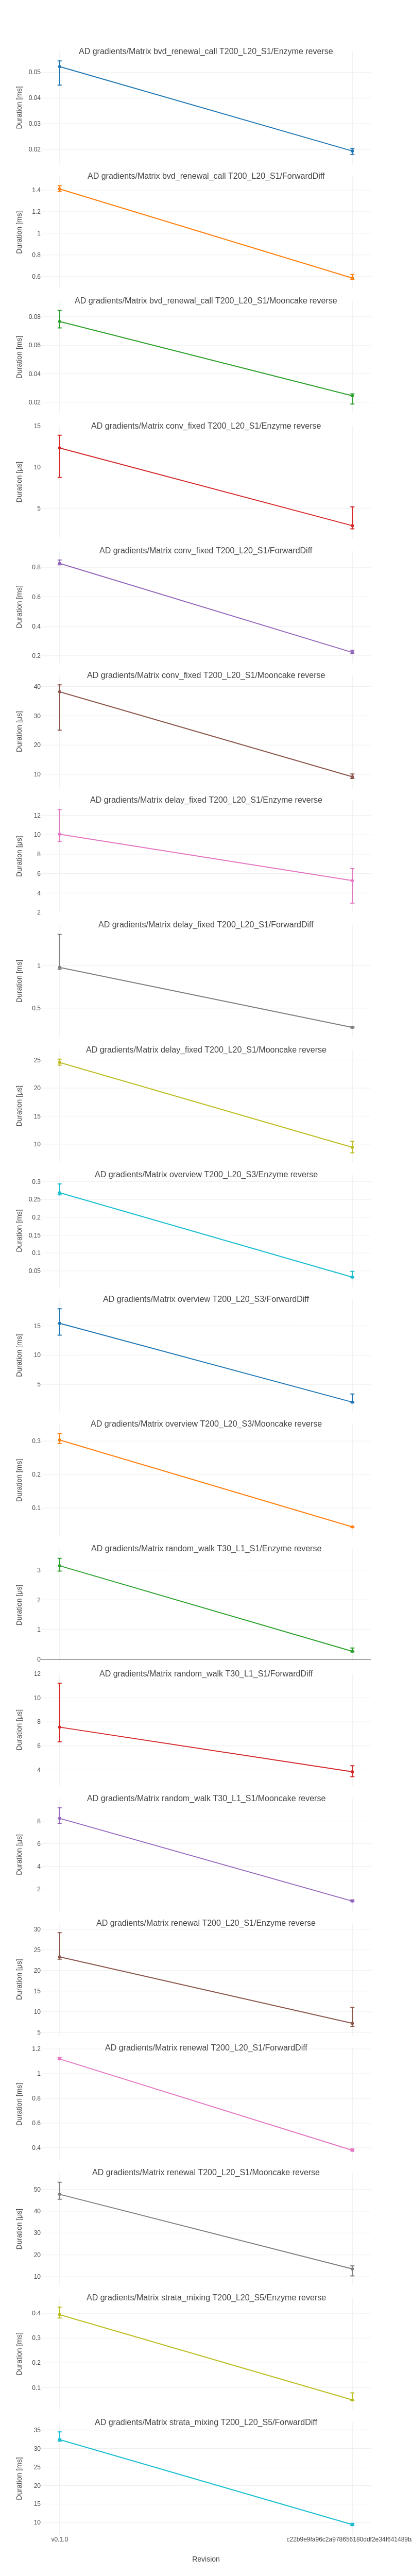 AD gradients/Matrix bvd_renewal_call T200_L20_S1/Enzyme reverse
Duration [ms]
0.05
0.04
0.03
0.02
AD gradients/Matrix bvd_renewal_call T200_L20_S1/ForwardDiff
Duration [ms]
1.4
1.2
1
0.8
0.6
AD gradients/Matrix bvd_renewal_call T200_L20_S1/Mooncake reverse
Duration [ms]
0.08
0.06
0.04
0.02
AD gradients/Matrix conv_fixed T200_L20_S1/Enzyme reverse
Duration [µs]
15
10
5
AD gradients/Matrix conv_fixed T200_L20_S1/ForwardDiff
Duration [ms]
0.8
0.6
0.4
0.2
AD gradients/Matrix conv_fixed T200_L20_S1/Mooncake reverse
Duration [µs]
40
30
20
10
AD gradients/Matrix delay_fixed T200_L20_S1/Enzyme reverse
Duration [µs]
12
10
8
6
4
2
AD gradients/Matrix delay_fixed T200_L20_S1/ForwardDiff
Duration [ms]
1
0.5
AD gradients/Matrix delay_fixed T200_L20_S1/Mooncake reverse
Duration [µs]
25
20
15
10
AD gradients/Matrix overview T200_L20_S3/Enzyme reverse
Duration [ms]
0.3
0.25
0.2
0.15
0.1
0.05
AD gradients/Matrix overview T200_L20_S3/ForwardDiff
Duration [ms]
15
10
5
AD gradients/Matrix overview T200_L20_S3/Mooncake reverse
Duration [ms]
0.3
0.2
0.1
AD gradients/Matrix random_walk T30_L1_S1/Enzyme reverse
Duration [µs]
3
2
1
0
AD gradients/Matrix random_walk T30_L1_S1/ForwardDiff
Duration [µs]
12
10
8
6
4
AD gradients/Matrix random_walk T30_L1_S1/Mooncake reverse
Duration [µs]
8
6
4
2
AD gradients/Matrix renewal T200_L20_S1/Enzyme reverse
Duration [µs]
30
25
20
15
10
5
AD gradients/Matrix renewal T200_L20_S1/ForwardDiff
Duration [ms]
1.2
1
0.8
0.6
0.4
AD gradients/Matrix renewal T200_L20_S1/Mooncake reverse
Duration [µs]
50
40
30
20
10
AD gradients/Matrix strata_mixing T200_L20_S5/Enzyme reverse
Duration [ms]
0.4
0.3
0.2
0.1
AD gradients/Matrix strata_mixing T200_L20_S5/ForwardDiff
Duration [ms]
35
30
25
20
15
10
v0.1.0
c22b9e9fa96c2a978656180ddf2e34f641489b
Revision